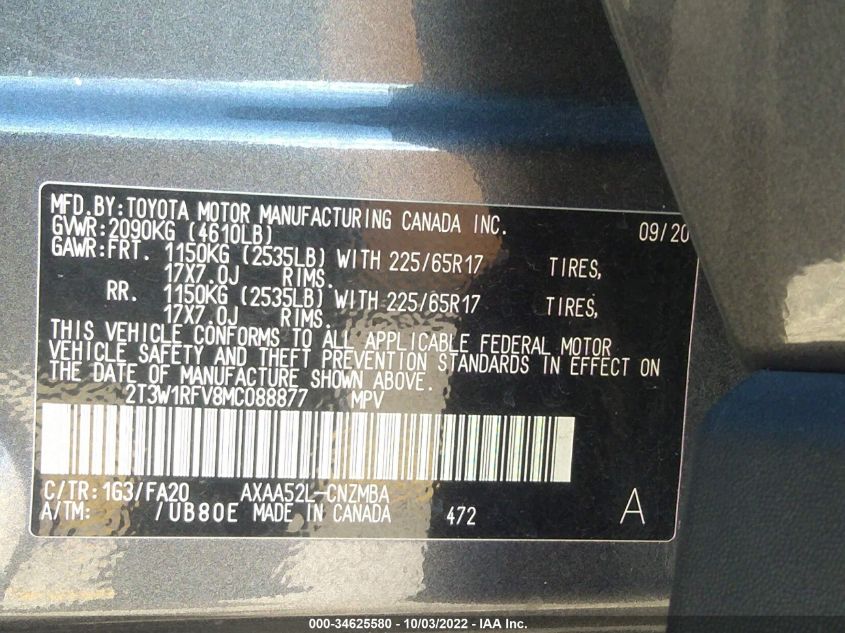 MFD.BY:TOYOTA MOTOR MANUFACTURING CANADA INC. 09/20
GVWR:2090KG (4610LB)
GAWR:FRT. 1150KG (2535LB) WITH 225/65R17 TIRES,
17X7.0J RIMS.
RR. 1150KG (2535LB) WITH 225/65R17 TIRES,
17X7.0J RIMS.
THIS VEHICLE CONFORMS TO ALL APPLICABLE FEDERAL MOTOR
VEHICLE SAFETY AND THEFT PREVENTION STANDARDS IN EFFECT ON
THE DATE OF MANUFACTURE SHOWN ABOVE.
2T3W1RFV8MC088877 MPV
C/TR:1G3/FA20 AXAA52L-CNZMBA
A/TM: /UB80E MADE IN CANADA 472 A
000-34625580 - 10/03/2022 - IAA Inc.